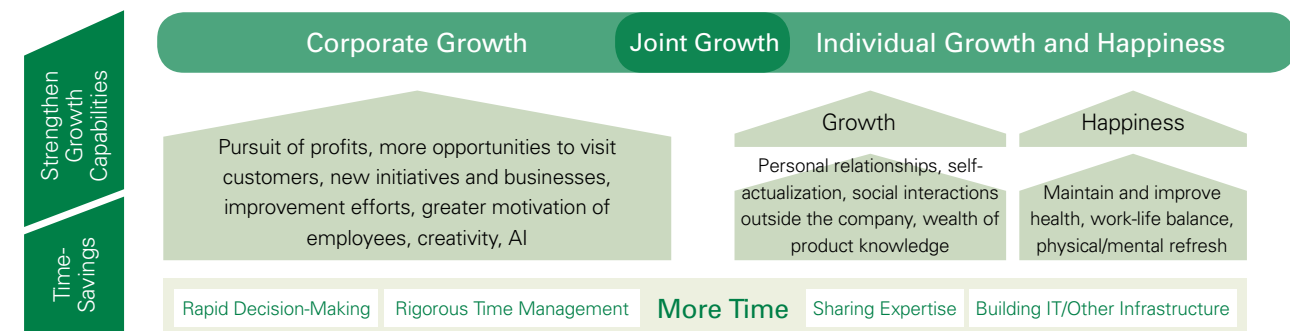 Strengthen
Growth
Capabilities
Time-
Savings
Corporate Growth
Joint Growth
Individual Growth and Happiness
Pursuit of profits, more opportunities to visit
customers, new initiatives and businesses,
improvement efforts, greater motivation of
employees, creativity, AI
Growth
Personal relationships, self-
actualization, social interactions
outside the company, wealth of
product knowledge
Happiness
Maintain and improve
health, work-life balance,
physical/mental refresh
Rapid Decision-Making
Rigorous Time Management
More Time
Sharing Expertise
Building IT/Other Infrastructure